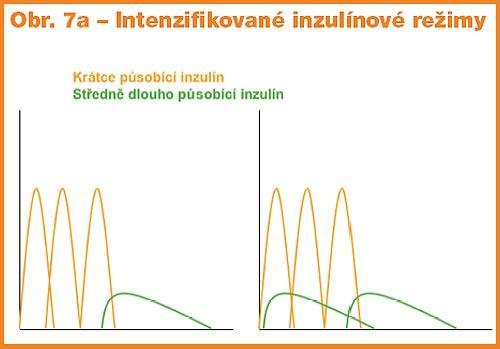 Obr. 7a – Intenzifikované inzulínové režimy
Krátce působící inzulín
Středně dlouho působící inzulín